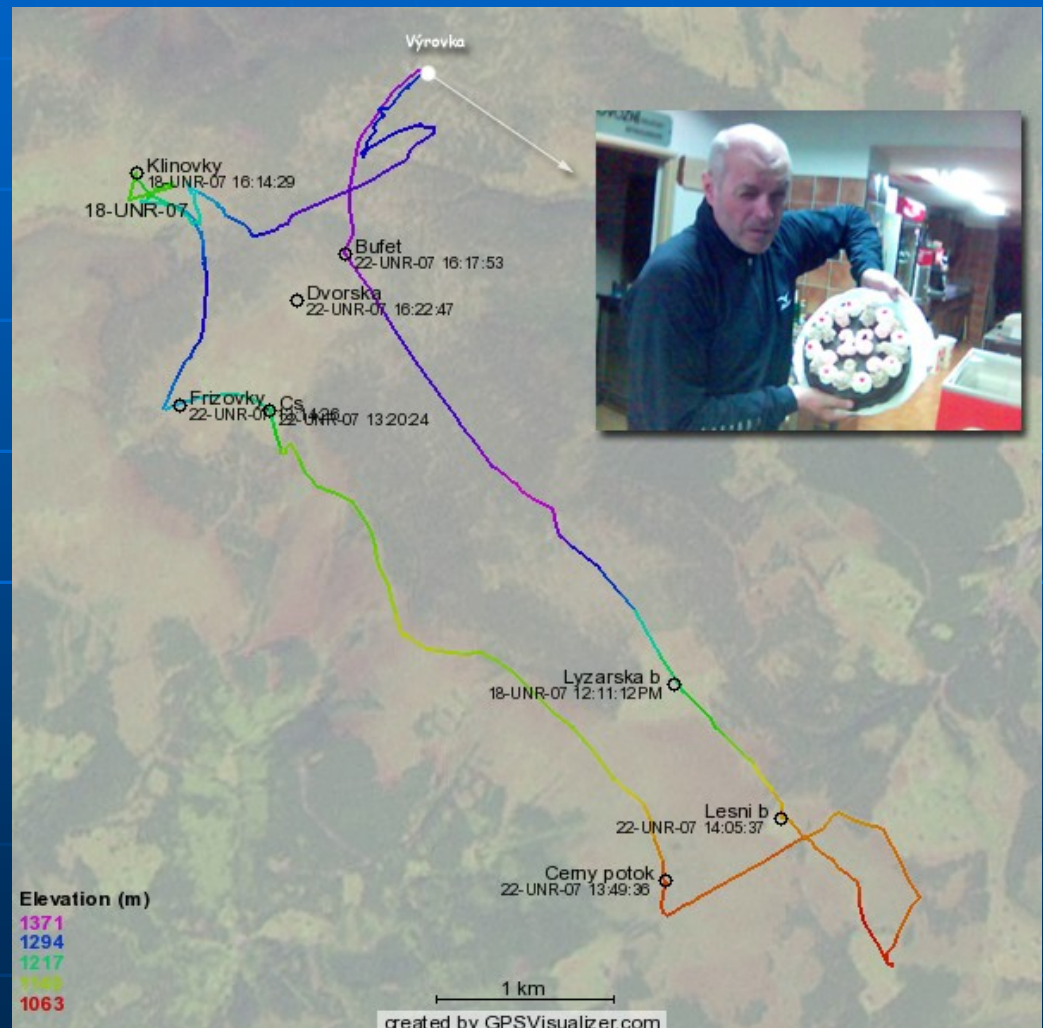 Výrovka
Klinovky
18-UNR-07 16:14:29
18-UNR-07
Bufet
22-UNR-07 16:17:53
Dvorska
22-UNR-07 16:22:47
Frizovky
Cs
22-UNR-07 13:20:24
Lyzarska b
18-UNR-07 12:11:12PM
Lesni b
22-UNR-07 14:05:37
Cerny potok
22-UNR-07 13:49:36
Elevation (m)
1371
1294
1217
1063
1 km
created by GPSVisualizer.com